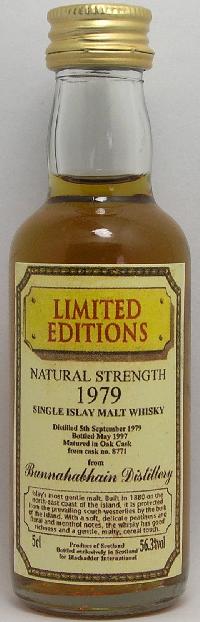 LIMITED
EDITIONS
NATURAL STRENGTH
1979
SINGLE ISLAY MALT WHISKY
Distilled 5th September 1979
Bottled May 1997
Matured in Oak Cask
from cask no. 8771
from
Bunnahabhain Distillery
Islay's most gentle malt. Built in 1880 on the
north-east coast of the island, it is protected
from the prevailing south-westerlies by the bulk
of the island. With a soft, delicate peatiness and
floral and menthol notes, the whisky has good
richness and a gentle, malty, cereal touch.
Product of Scotland
5cl Bottled exclusively in Scotland 56.3%vol
for Blackadder International